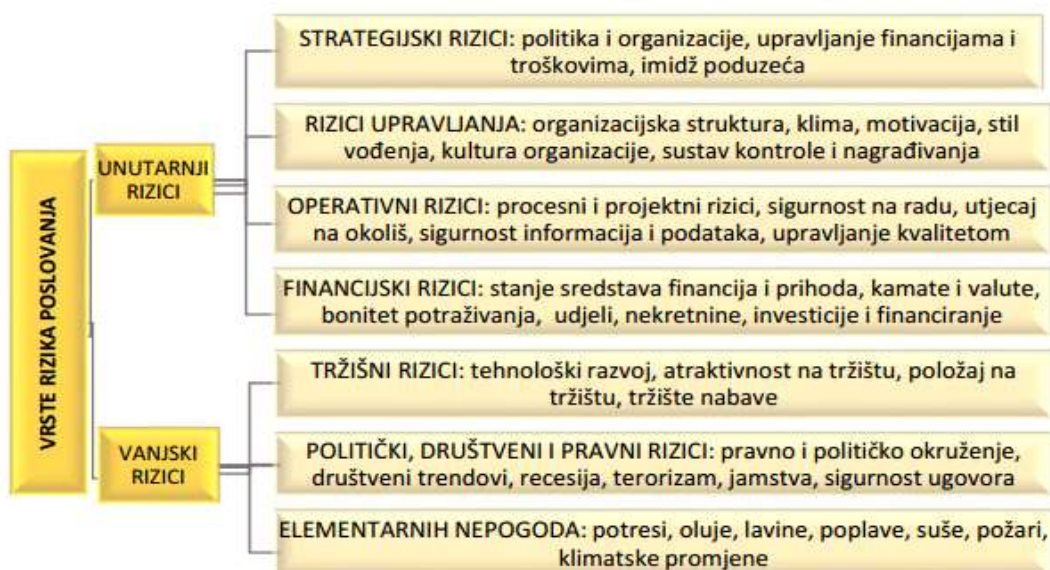 VRSTE RIZIKA POSLOVANJA
UNUTARNJI
RIZICI
STRATEGIJSKI RIZICI: politika i organizacije, upravljanje financijama i
troškovima, imidž poduzeća
RIZICI UPRAVLJANJA: organizacijska struktura, klima, motivacija, stil
vođenja, kultura organizacije, sustav kontrole i nagrađivanja
OPERATIVNI RIZICI: procesni i projektni rizici, sigurnost na radu, utjecaj
na okoliš, sigurnost informacija i podataka, upravljanje kvalitetom
FINANCIJSKI RIZICI: stanje sredstava financija i prihoda, kamate i valute,
bonitet potraživanja, udjeli, nekretnine, investicije i financiranje
VANJSKI
RIZICI
TRŽIŠNI RIZICI: tehnološki razvoj, atraktivnost na tržištu, položaj na
tržištu, tržište nabave
POLITIČKI, DRUŠTVENI I PRAVNI RIZICI: pravno i političko okruženje,
društveni trendovi, recesija, terorizam, jamstva, sigurnost ugovora
ELEMENTARNIH NEPOGODA: potresi, oluje, lavine, poplave, suše, požari,
klimatske promjene